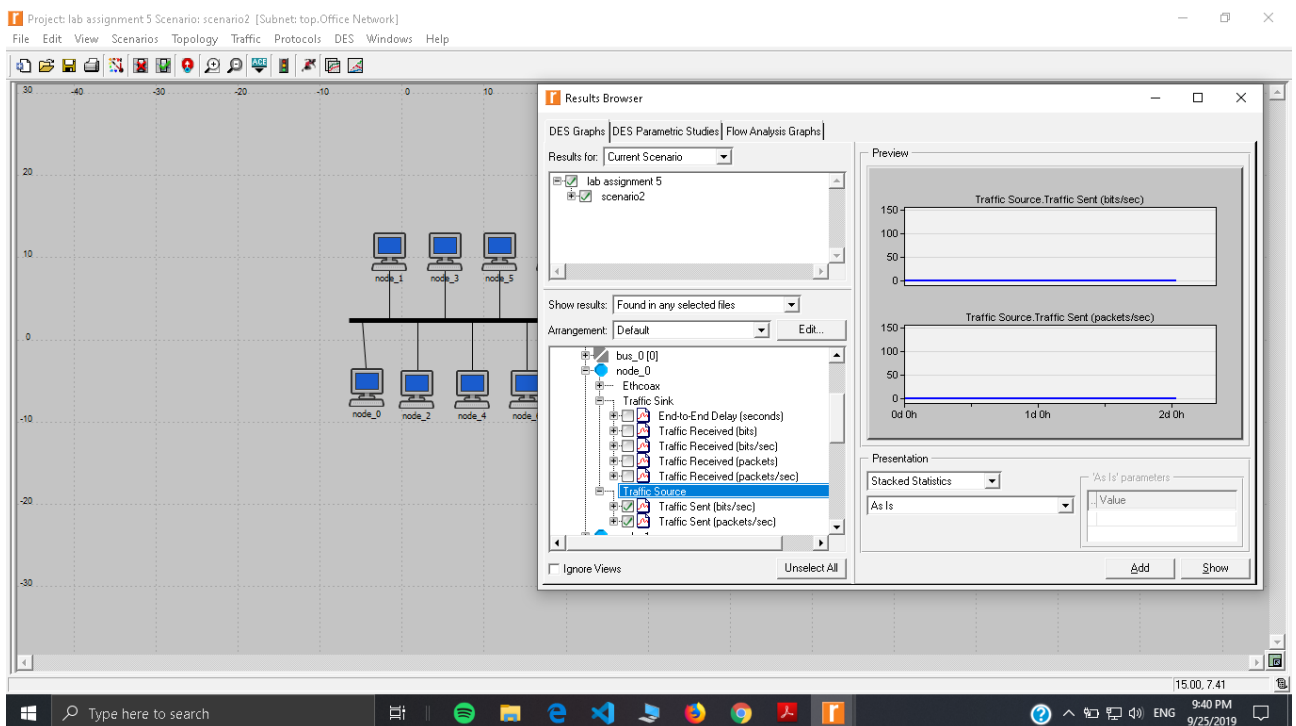 Project: lab assignment 5 Scenario: scenario2 [Subnet: top.Office Network]
File Edit View Scenarios Topology Traffic Protocols DES Windows Help
ACE
30 -40 -30 -20 -10 0 10
20
10
0
-10
-20
-30
node_1 node_3 node_5
node_0 node_2 node_4 node_
Results Browser
DES Graphs DES Parametric Studies Flow Analysis Graphs
Results for: Current Scenario
lab assignment 5
scenario2
Show results: Found in any selected files
Arrangement: Default Edit...
bus_0 [0]
node_0
Ethcoax
Traffic Sink
End-to-End Delay (seconds)
Traffic Received (bits)
Traffic Received (bits/sec)
Traffic Received (packets)
Traffic Received (packets/sec)
Traffic Source
Traffic Sent (bits/sec)
Traffic Sent (packets/sec)
Ignore Views Unselect All
Preview
Traffic Source.Traffic Sent (bits/sec)
150
100
50
0
Traffic Source.Traffic Sent (packets/sec)
150
100
50
0
0d 0h 1d 0h 2d 0h
Presentation
Stacked Statistics
As Is
'As Is' parameters
.. Value
Add Show
15.00, 7.41
Type here to search
ENG
9:40 PM
9/25/2019